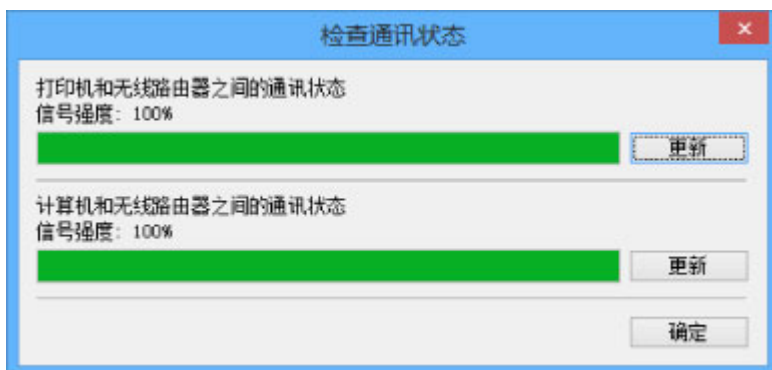 检查通讯状态
打印机和无线路由器之间的通讯状态
信号强度: 100%
更新
计算机和无线路由器之间的通讯状态
信号强度: 100%
更新
确定